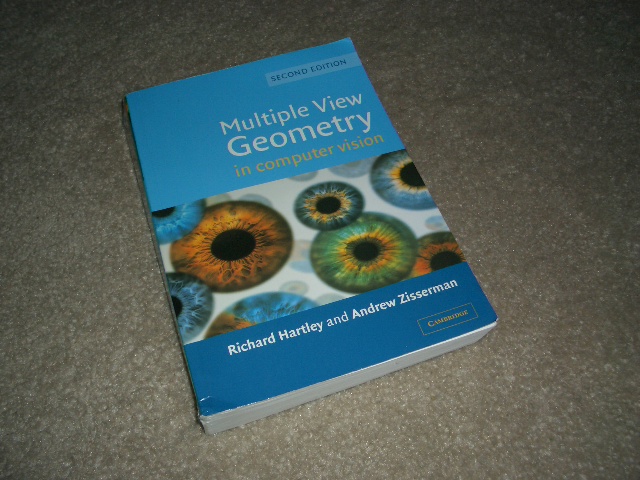 SECOND EDITION
Multiple View
Geometry
in computer vision
Richard Hartley and Andrew Zisserman
CAMBRIDGE